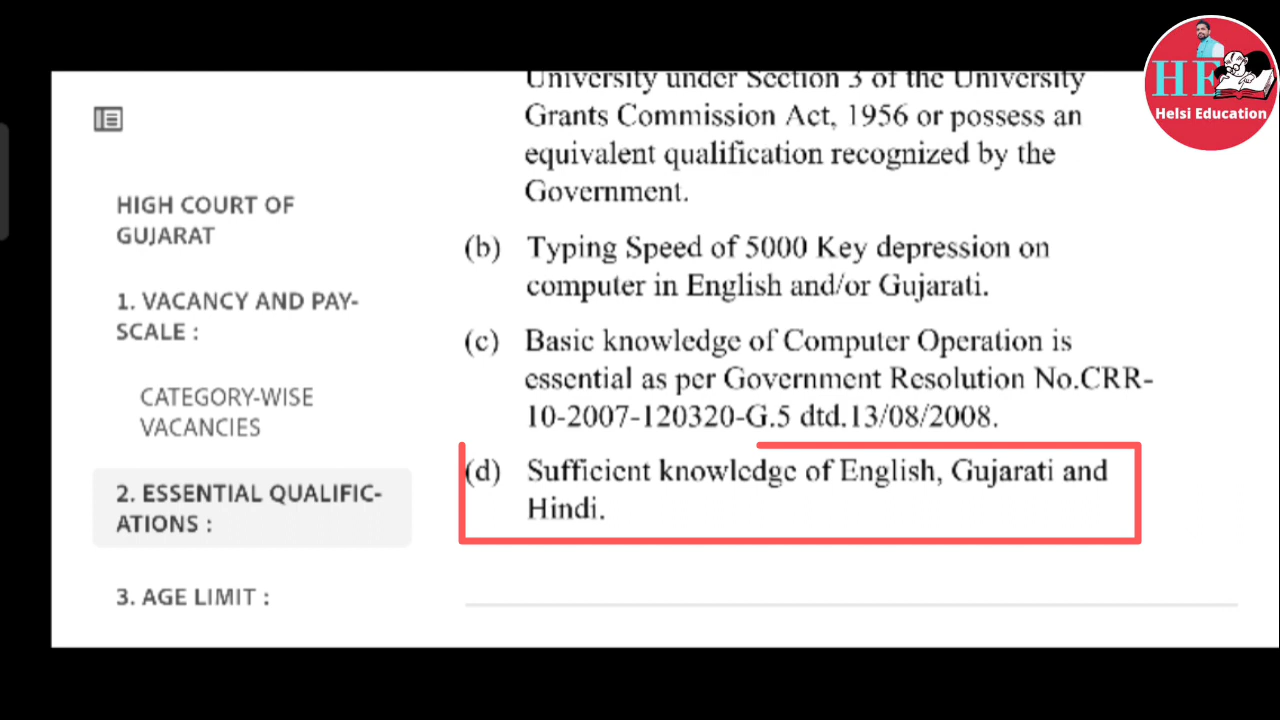 HE
Helsi Education
HIGH COURT OF
GUJARAT
1. VACANCY AND PAY-
SCALE :
CATEGORY-WISE
VACANCIES
2. ESSENTIAL QUALIFIC-
ATIONS :
3. AGE LIMIT :
University under Section 3 of the University
Grants Commission Act, 1956 or possess an
equivalent qualification recognized by the
Government.
(b) Typing Speed of 5000 Key depression on
computer in English and/or Gujarati.
(c) Basic knowledge of Computer Operation is
essential as per Government Resolution No.CRR-
10-2007-120320-G.5 dtd.13/08/2008.
(d) Sufficient knowledge of English, Gujarati and
Hindi.